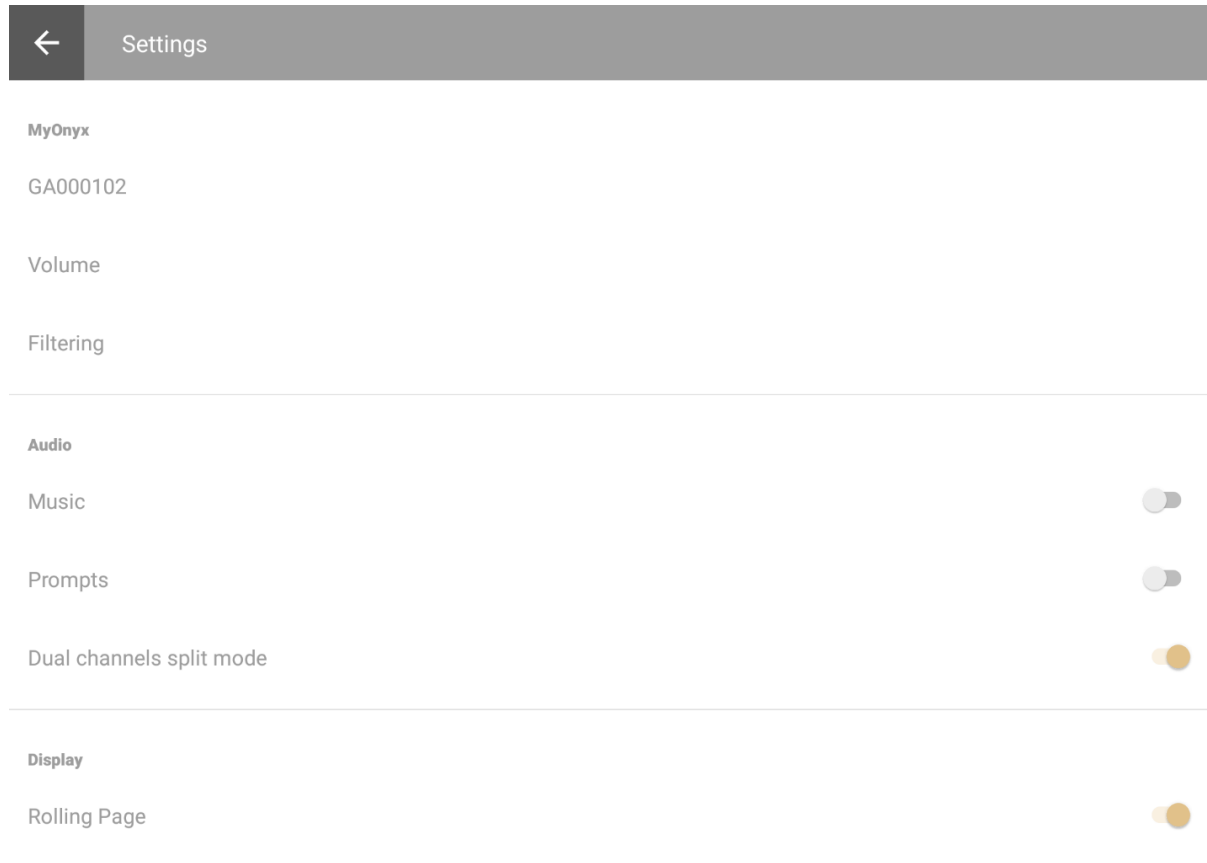 Settings
MyOnyx
GA000102
Volume
Filtering
Audio
Music
Prompts
Dual channels split mode
Display
Rolling Page